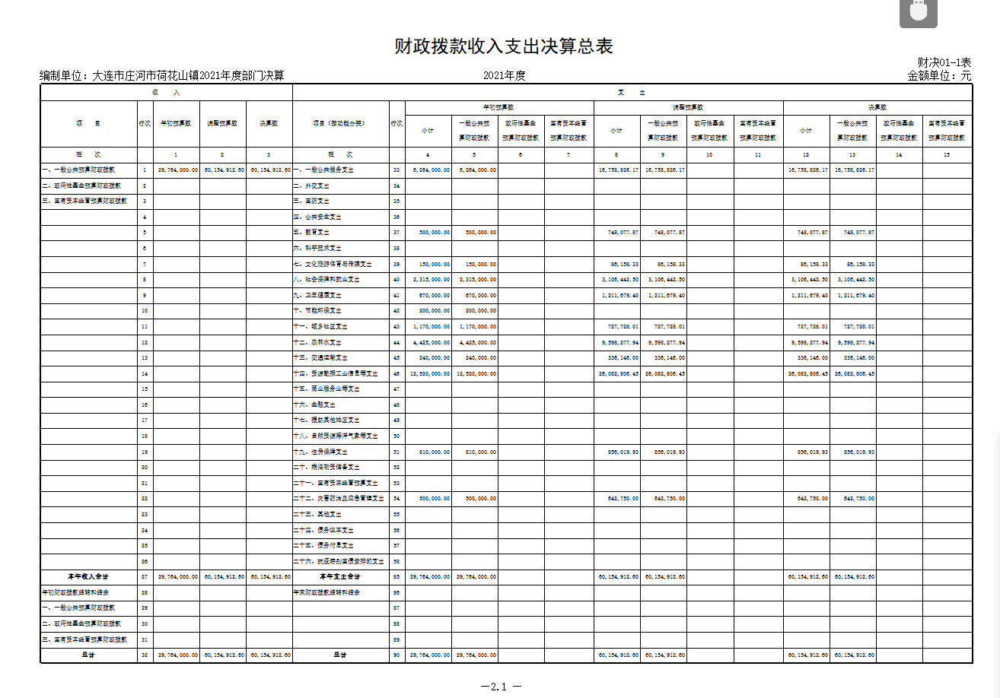 财政拨款收入支出决算总表
财决01-1表
编制单位：大连市庄河市荷花山镇2021年度部门决算 2021年度 金额单位：元
收 入 支 出
项 目 行次 年初预算数 调整预算数 决算数 项目（按功能分类） 行次 年初预算数 调整预算数 决算数
小计 一般公共预算财政拨款 政府性基金预算财政拨款 国有资本经营预算财政拨款 小计 一般公共预算财政拨款 政府性基金预算财政拨款 国有资本经营预算财政拨款 小计 一般公共预算财政拨款 政府性基金预算财政拨款 国有资本经营预算财政拨款
栏 次 1 2 3 栏 次 4 5 6 7 8 9 10 11 12 13 14 15
一、一般公共预算财政拨款 1 29,764,000.00 60,154,912.60 60,154,912.60 一、一般公共服务支出 33 6,264,000.00 6,264,000.00 16,758,826.17 16,758,826.17 16,758,826.17 16,758,826.17
二、政府性基金预算财政拨款 2 二、外交支出 34
三、国有资本经营预算财政拨款 3 三、国防支出 35
4 四、公共安全支出 36
5 五、教育支出 37 500,000.00 500,000.00 748,077.87 748,077.87 748,077.87 748,077.87
6 六、科学技术支出 38
7 七、文化旅游体育与传媒支出 39 150,000.00 150,000.00 86,158.33 86,158.33 86,158.33 86,158.33
8 八、社会保障和就业支出 40 2,315,000.00 2,315,000.00 3,106,442.50 3,106,442.50 3,106,442.50 3,106,442.50
9 九、卫生健康支出 41 670,000.00 670,000.00 1,211,679.40 1,211,679.40 1,211,679.40 1,211,679.40
10 十、节能环保支出 42 200,000.00 200,000.00
11 十一、城乡社区支出 43 1,170,000.00 1,170,000.00 727,728.01 727,728.01 727,728.01 727,728.01
12 十二、农林水支出 44 4,425,000.00 4,425,000.00 9,598,277.94 9,598,277.94 9,598,277.94 9,598,277.94
13 十三、交通运输支出 45 240,000.00 240,000.00 336,146.00 336,146.00 336,146.00 336,146.00
14 十四、资源勘探工业信息等支出 46 12,520,000.00 12,520,000.00 26,082,806.45 26,082,806.45 26,082,806.45 26,082,806.45
15 十五、商业服务业等支出 47
16 十六、金融支出 48
17 十七、援助其他地区支出 49
18 十八、自然资源海洋气象等支出 50
19 十九、住房保障支出 51 810,000.00 810,000.00 856,019.93 856,019.93 856,019.93 856,019.93
20 二十、粮油物资储备支出 52
21 二十一、国有资本经营预算支出 53
22 二十二、灾害防治及应急管理支出 54 500,000.00 500,000.00 642,750.00 642,750.00 642,750.00 642,750.00
23 二十三、其他支出 55
24 二十四、债务还本支出 56
25 二十五、债务付息支出 57
26 二十六、抗疫特别国债安排的支出 58
本年收入合计 27 29,764,000.00 60,154,912.60 60,154,912.60 本年支出合计 85 29,764,000.00 29,764,000.00 60,154,912.60 60,154,912.60 60,154,912.60 60,154,912.60
年初财政拨款结转和结余 28 年末财政拨款结转和结余 86
一、一般公共预算财政拨款 29 87
二、政府性基金预算财政拨款 30 88
三、国有资本经营预算财政拨款 31 89
总计 32 29,764,000.00 60,154,912.60 60,154,912.60 总计 90 29,764,000.00 29,764,000.00 60,154,912.60 60,154,912.60 60,154,912.60 60,154,912.60
—2.1 —